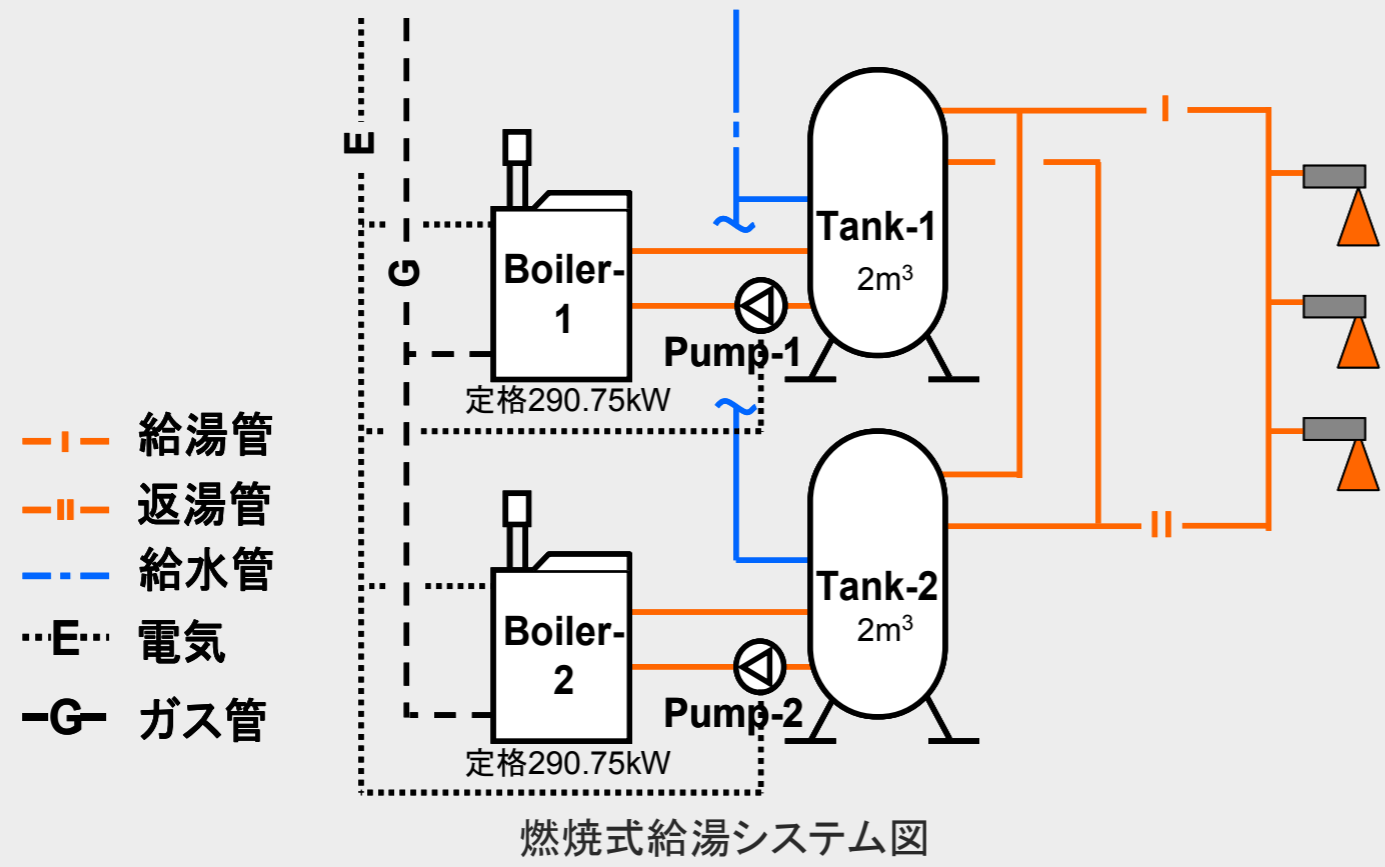 E
I
Tank-1
2m³
G
Boiler-
1
Pump-1
定格290.75kW
給湯管
返湯管
給水管
E 電気
G ガス管
II
Tank-2
2m³
Boiler-
2
Pump-2
定格290.75kW
燃焼式給湯システム図